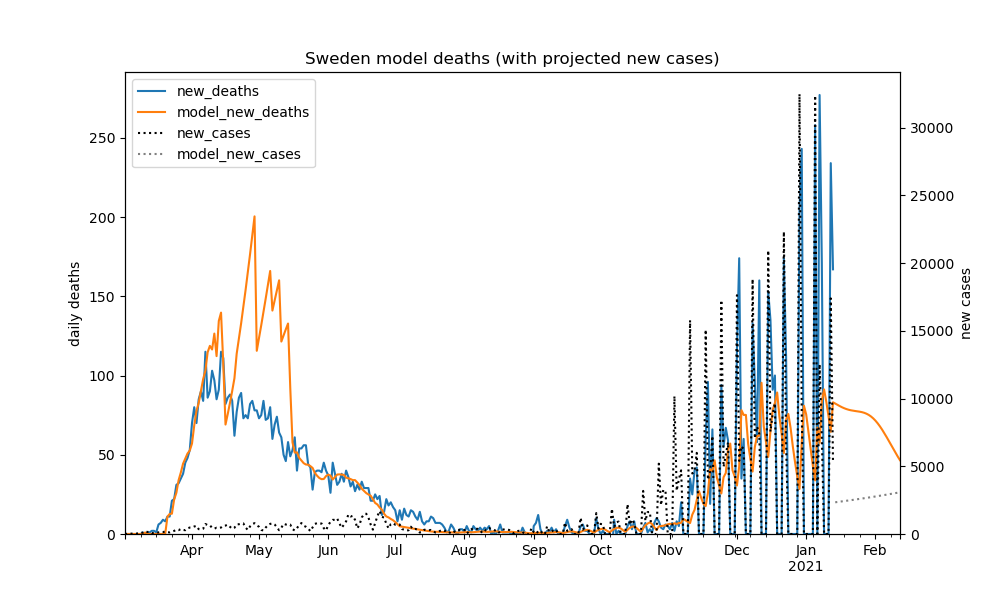 Sweden model deaths (with projected new cases)
new_deaths
model_new_deaths
new_cases
model_new_cases
daily deaths
250
200
150
100
50
0
30000
25000
20000
15000
10000
5000
0
new cases
Apr May Jun Jul Aug Sep Oct Nov Dec Jan Feb
2021